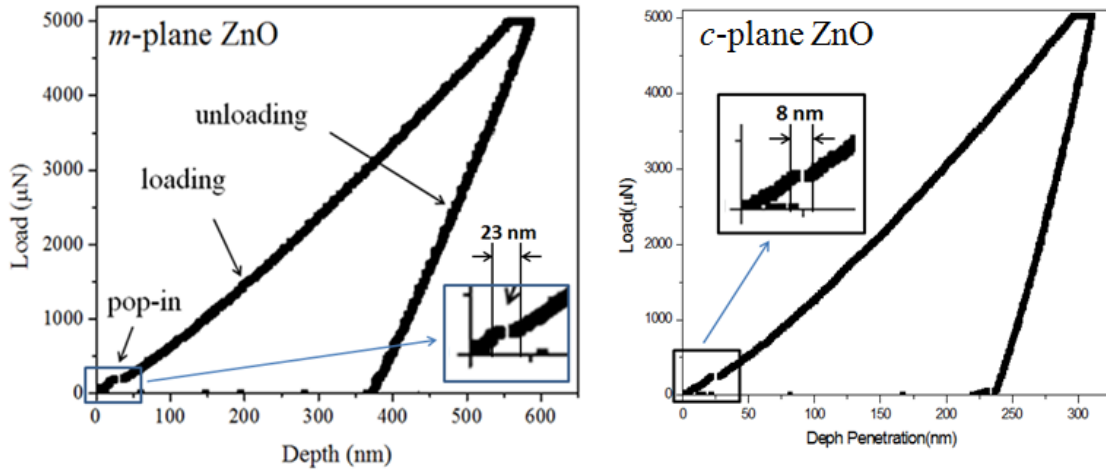 m-plane ZnO
5000
4000
3000
2000
1000
0
Load (µN)
unloading
loading
pop-in
23 nm
0 100 200 300 400 500 600
Depth (nm)
c-plane ZnO
5000
4000
3000
2000
1000
0
Load(µN)
8 nm
0 50 100 150 200 250 300
Deph Penetration(nm)